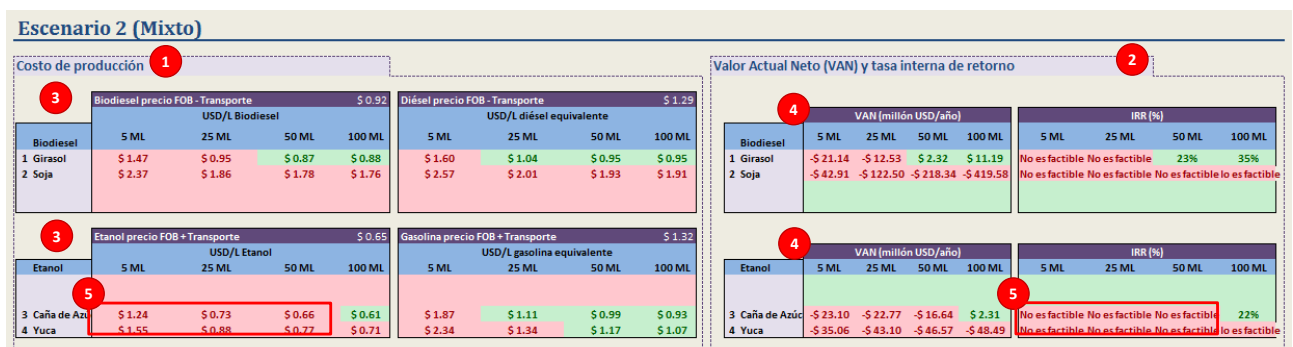 Escenario 2 (Mixto)
Costo de producción 1
Valor Actual Neto (VAN) y tasa interna de retorno 2
3
Biodiesel precio FOB - Transporte $ 0.92 Diésel precio FOB - Transporte $ 1.29
USD/L Biodiesel USD/L diésel equivalente
Biodiesel 5 ML 25 ML 50 ML 100 ML 5 ML 25 ML 50 ML 100 ML
1 Girasol $ 1.47 $ 0.95 $ 0.87 $ 0.88 $ 1.60 $ 1.04 $ 0.95 $ 0.95
2 Soja $ 2.37 $ 1.86 $ 1.78 $ 1.76 $ 2.57 $ 2.01 $ 1.93 $ 1.91
4
VAN (millón USD/año) IRR (%)
Biodiesel 5 ML 25 ML 50 ML 100 ML 5 ML 25 ML 50 ML 100 ML
1 Girasol -$ 21.14 -$ 12.53 $ 2.32 $ 11.19 No es factible No es factible 23% 35%
2 Soja -$ 42.91 -$ 122.50 -$ 218.34 -$ 419.58 No es factible No es factible No es factible lo es factible
3
Etanol precio FOB + Transporte $ 0.65 Gasolina precio FOB + Transporte $ 1.32
USD/L Etanol USD/L gasolina equivalente
Etanol 5 ML 25 ML 50 ML 100 ML 5 ML 25 ML 50 ML 100 ML
5
3 Caña de Azú $ 1.24 $ 0.73 $ 0.66 $ 0.61 $ 1.87 $ 1.11 $ 0.99 $ 0.93
4 Yuca $ 1.55 $ 0.88 $ 0.77 $ 0.71 $ 2.34 $ 1.34 $ 1.17 $ 1.07
4
VAN (millón USD/año) IRR (%)
Etanol 5 ML 25 ML 50 ML 100 ML 5 ML 25 ML 50 ML 100 ML
5
3 Caña de Azúc -$ 23.10 -$ 22.77 -$ 16.64 $ 2.31 No es factible No es factible No es factible 22%
4 Yuca -$ 35.06 -$ 43.10 -$ 46.57 -$ 48.49 No es factible No es factible No es factible lo es factible